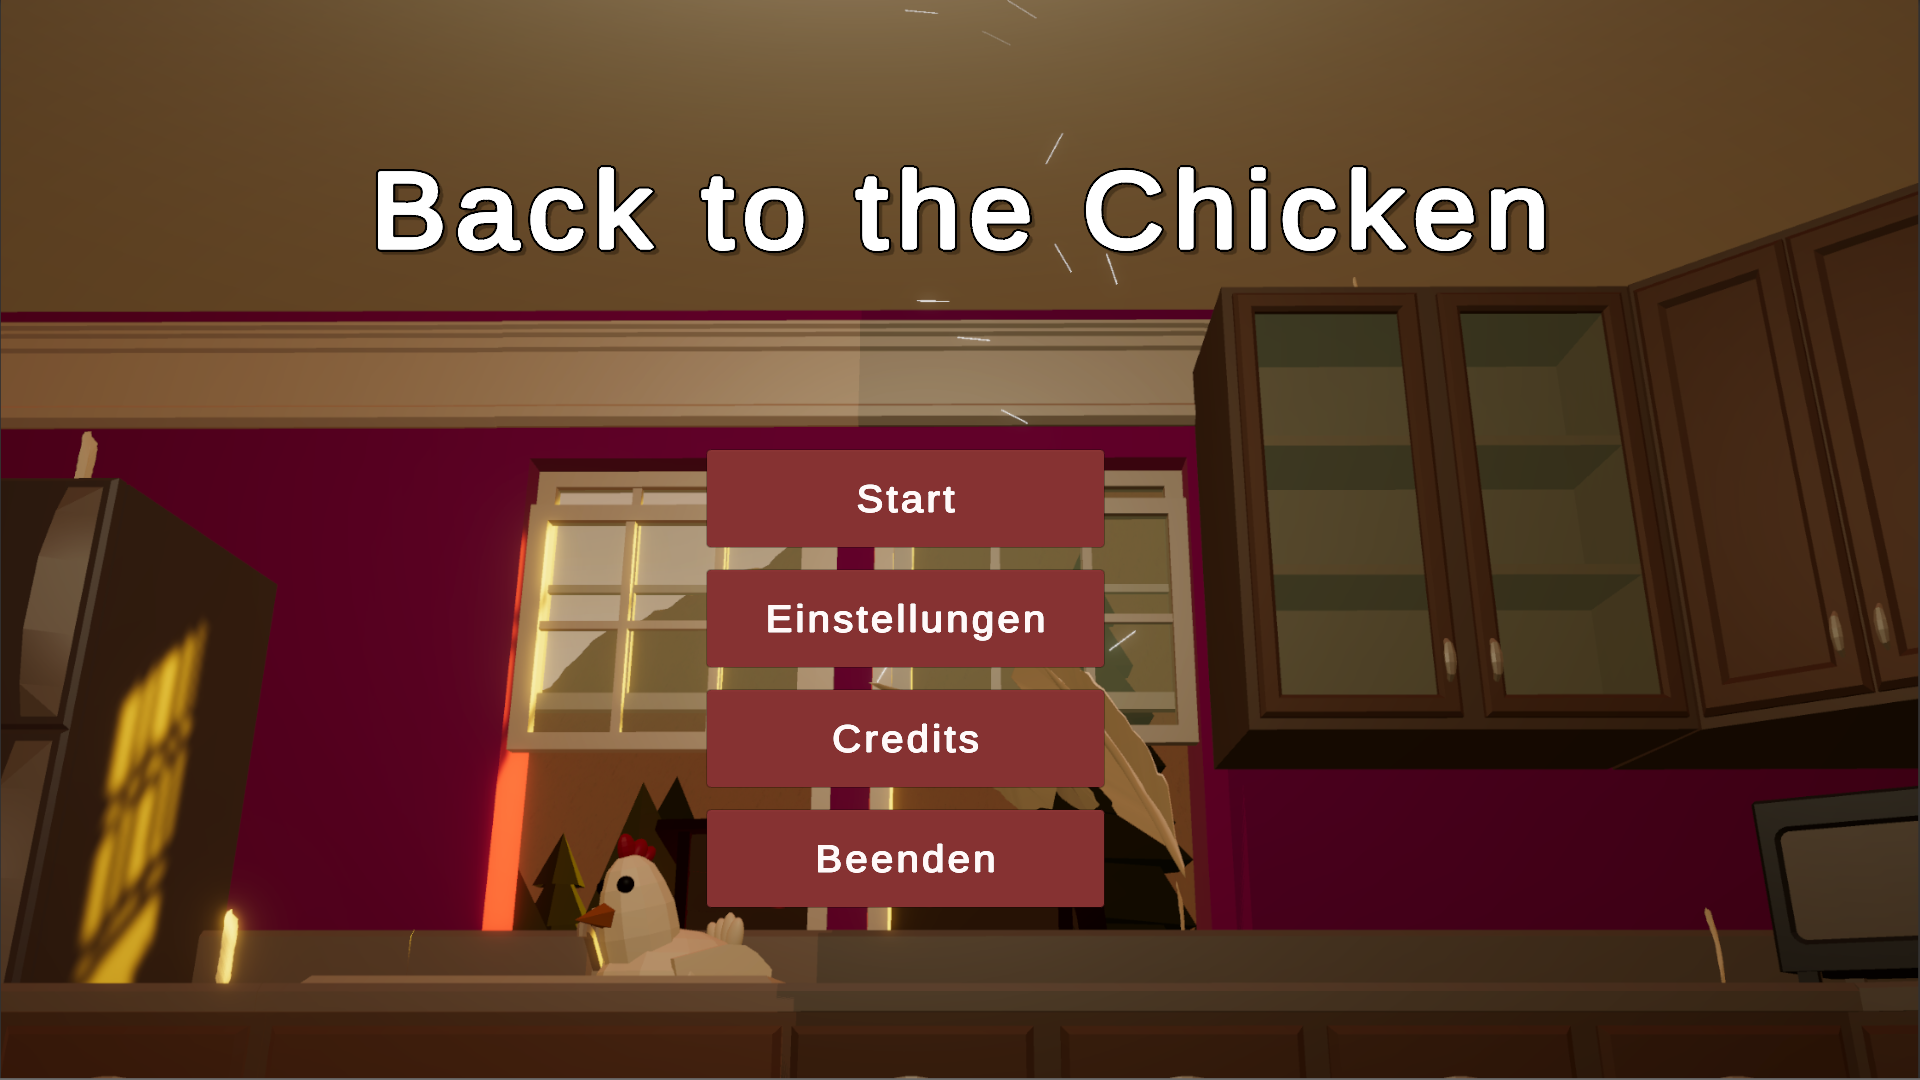 Back to the Chicken
Start
Einstellungen
Credits
Beenden